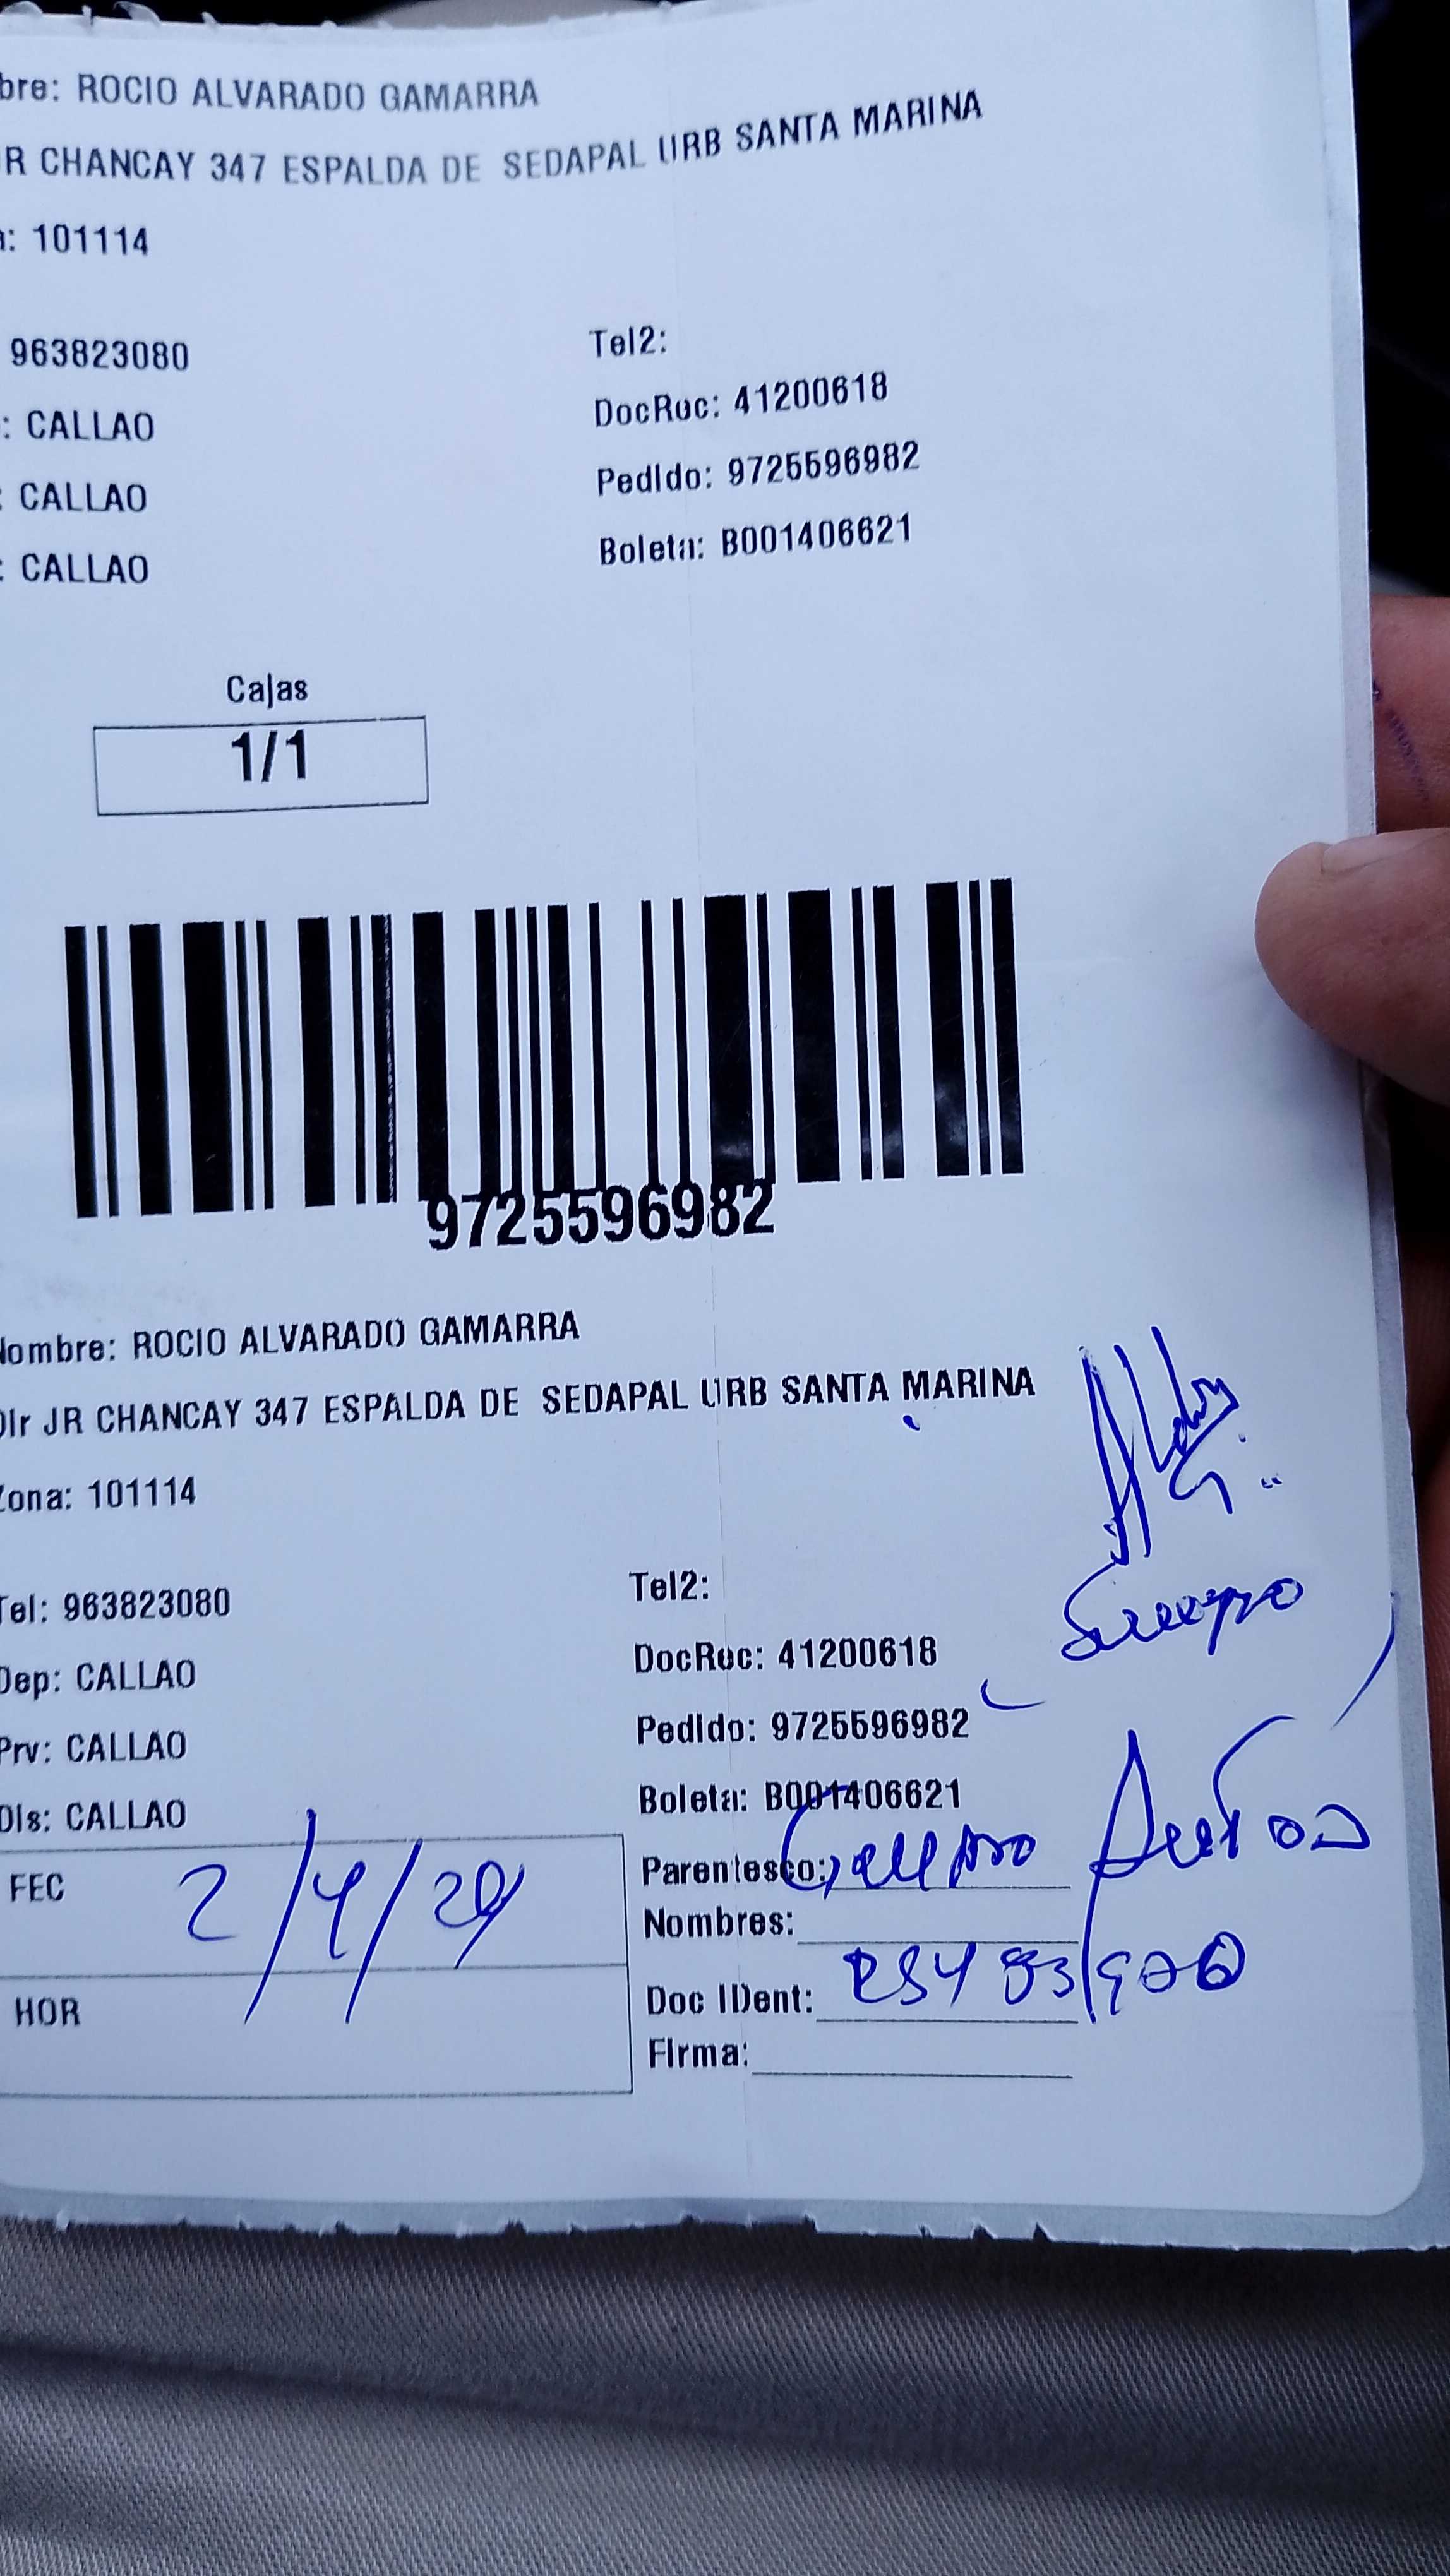 bre: ROCIO ALVARADO GAMARRA
R CHANCAY 347 ESPALDA DE SEDAPAL URB SANTA MARINA
a: 101114
963823080
Tel2:
: CALLAO
DocRec: 41200618
: CALLAO
PedIdo: 9725596982
: CALLAO
Boleta: B001406621
Cajas
1/1
9725596982
Nombre: ROCIO ALVARADO GAMARRA
DIr JR CHANCAY 347 ESPALDA DE SEDAPAL URB SANTA MARINA
Zona: 101114
Tel: 963823080
Tel2:
Dep: CALLAO
DocRec: 41200618
Prv: CALLAO
PedIdo: 9725596982
DIs: CALLAO
Boleta: B001406621
FEC 2/4/20
Parentesco:
Nombres:
HOR
Doc IDent:
FIrma: